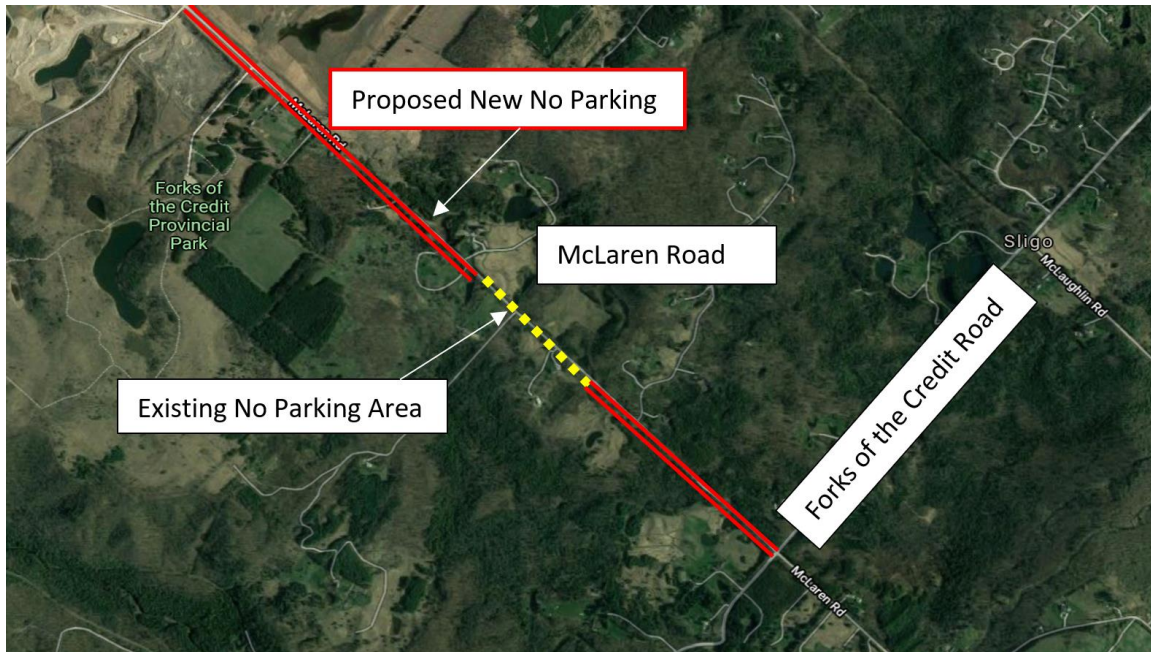 Proposed New No Parking
McLaren Rd
Forks of
the Credit
Provincial
Park
McLaren Road
Sligo
McLaughlin Rd
Existing No Parking Area
Forks of the Credit Road
McLaren Rd